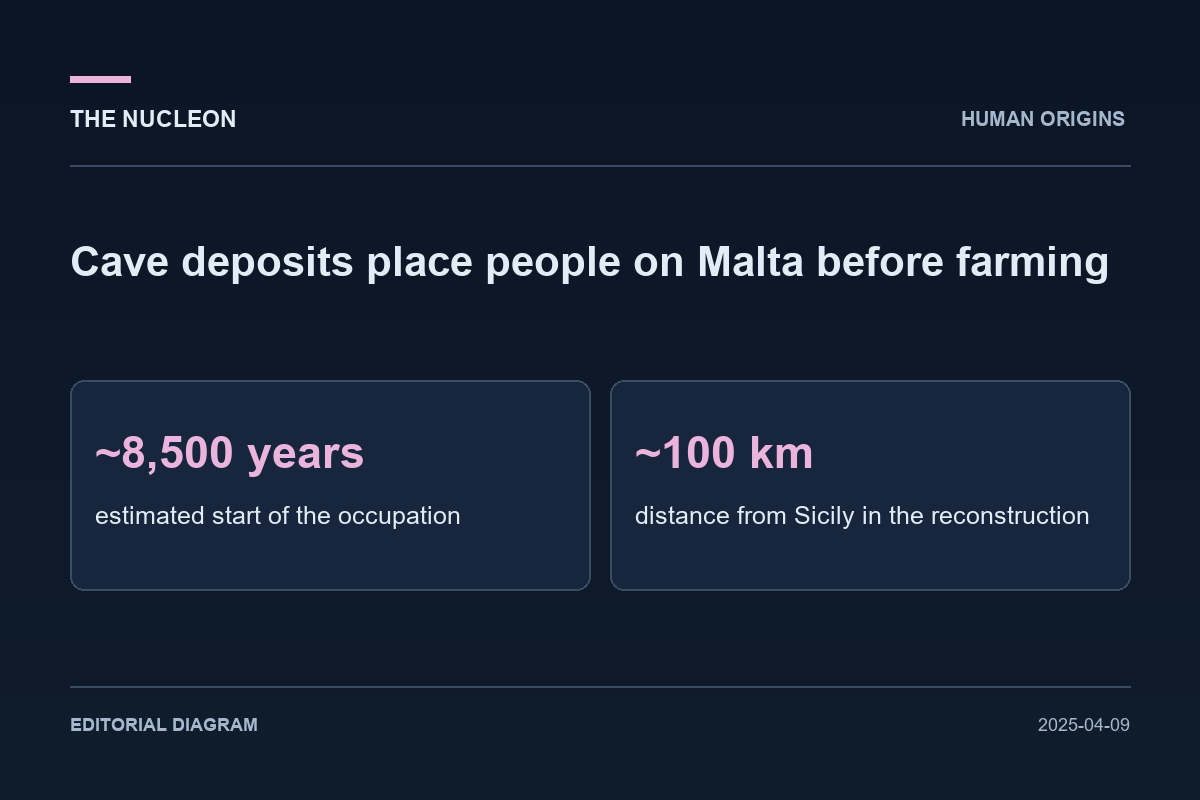 THE NUCLEON
HUMAN ORIGINS
Cave deposits place people on Malta before farming
~8,500 years
estimated start of the occupation
~100 km
distance from Sicily in the reconstruction
EDITORIAL DIAGRAM
2025-04-09